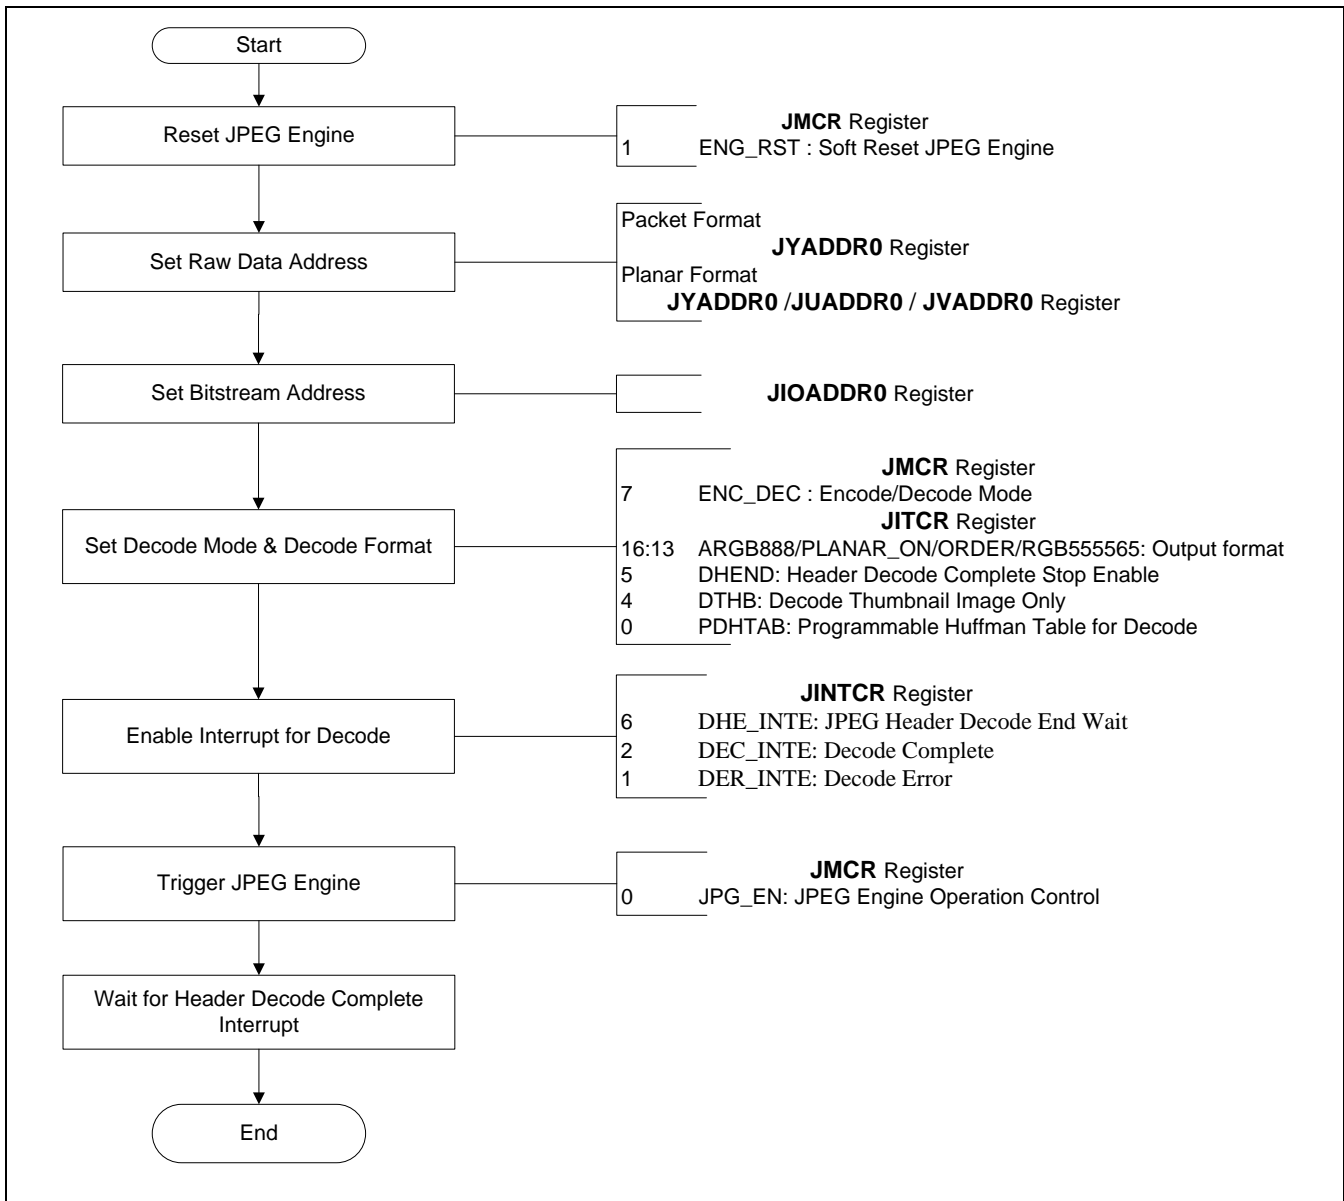 Start
Reset JPEG Engine
JMCR Register
1 ENG_RST : Soft Reset JPEG Engine
Set Raw Data Address
Packet Format
JYADDR0 Register
Planar Format
JYADDR0 /JUADDR0 / JVADDR0 Register
Set Bitstream Address
JIOADDR0 Register
Set Decode Mode & Decode Format
JMCR Register
7 ENC_DEC : Encode/Decode Mode
JITCR Register
16:13 ARGB888/PLANAR_ON/ORDER/RGB555565: Output format
5 DHEND: Header Decode Complete Stop Enable
4 DTHB: Decode Thumbnail Image Only
0 PDHTAB: Programmable Huffman Table for Decode
Enable Interrupt for Decode
JINTCR Register
6 DHE_INTE: JPEG Header Decode End Wait
2 DEC_INTE: Decode Complete
1 DER_INTE: Decode Error
Trigger JPEG Engine
JMCR Register
0 JPG_EN: JPEG Engine Operation Control
Wait for Header Decode Complete
Interrupt
End